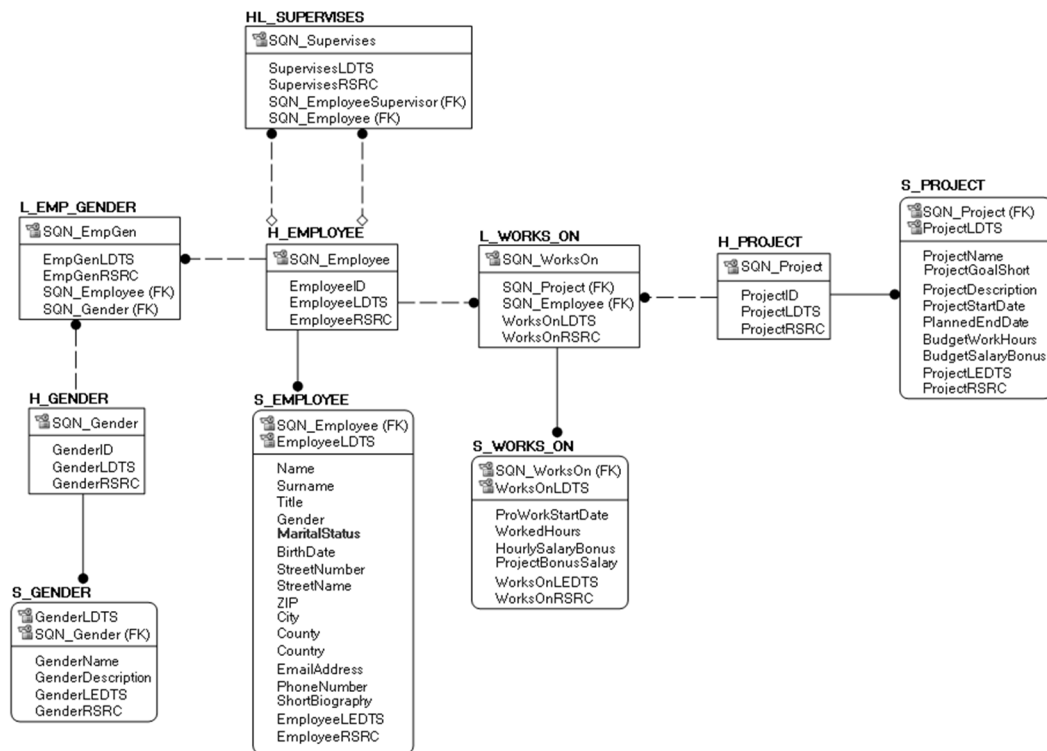 HL_SUPERVISES
SQN_Supervises
SupervisesLDTS
SupervisesRSRC
SQN_EmployeeSupervisor (FK)
SQN_Employee (FK)
L_EMP_GENDER
SQN_EmpGen
EmpGenLDTS
EmpGenRSRC
SQN_Employee (FK)
SQN_Gender (FK)
H_EMPLOYEE
SQN_Employee
EmployeeID
EmployeeLDTS
EmployeeRSRC
L_WORKS_ON
SQN_WorksOn
SQN_Project (FK)
SQN_Employee (FK)
WorksOnLDTS
WorksOnRSRC
H_PROJECT
SQN_Project
ProjectID
ProjectLDTS
ProjectRSRC
S_PROJECT
SQN_Project (FK)
ProjectLDTS
ProjectName
ProjectGoalShort
ProjectDescription
ProjectStartDate
PlannedEndDate
BudgetWorkHours
BudgetSalaryBonus
ProjectLEDTS
ProjectRSRC
H_GENDER
SQN_Gender
GenderID
GenderLDTS
GenderRSRC
S_EMPLOYEE
SQN_Employee (FK)
EmployeeLDTS
Name
Surname
Title
Gender
MaritalStatus
BirthDate
StreetNumber
StreetName
ZIP
City
County
Country
EmailAddress
PhoneNumber
ShortBiography
EmployeeLEDTS
EmployeeRSRC
S_WORKS_ON
SQN_WorksOn (FK)
WorksOnLDTS
ProWorkStartDate
WorkedHours
HourlySalaryBonus
ProjectBonusSalary
WorksOnLEDTS
WorksOnRSRC
S_GENDER
GenderLDTS
SQN_Gender (FK)
GenderName
GenderDescription
GenderLEDTS
GenderRSRC